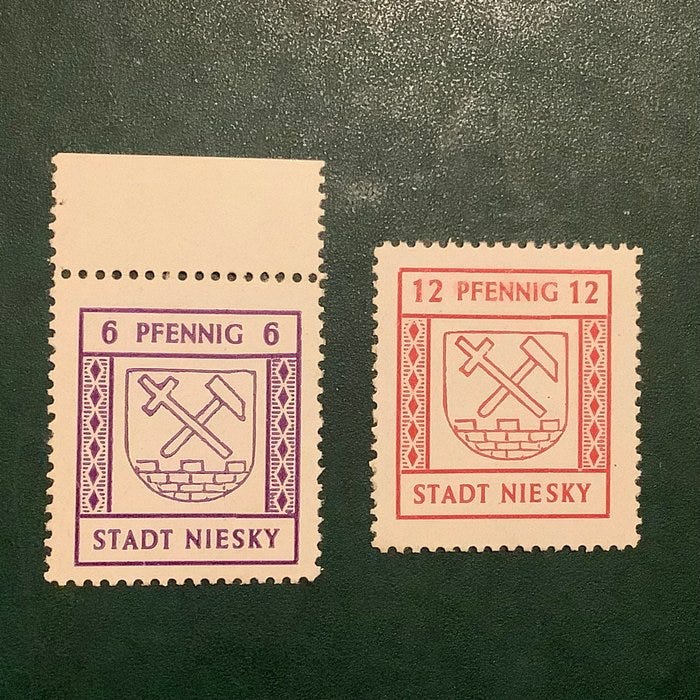 6 PFENNIG 6
STADT NIESKY
12 PFENNIG 12
STADT NIESKY